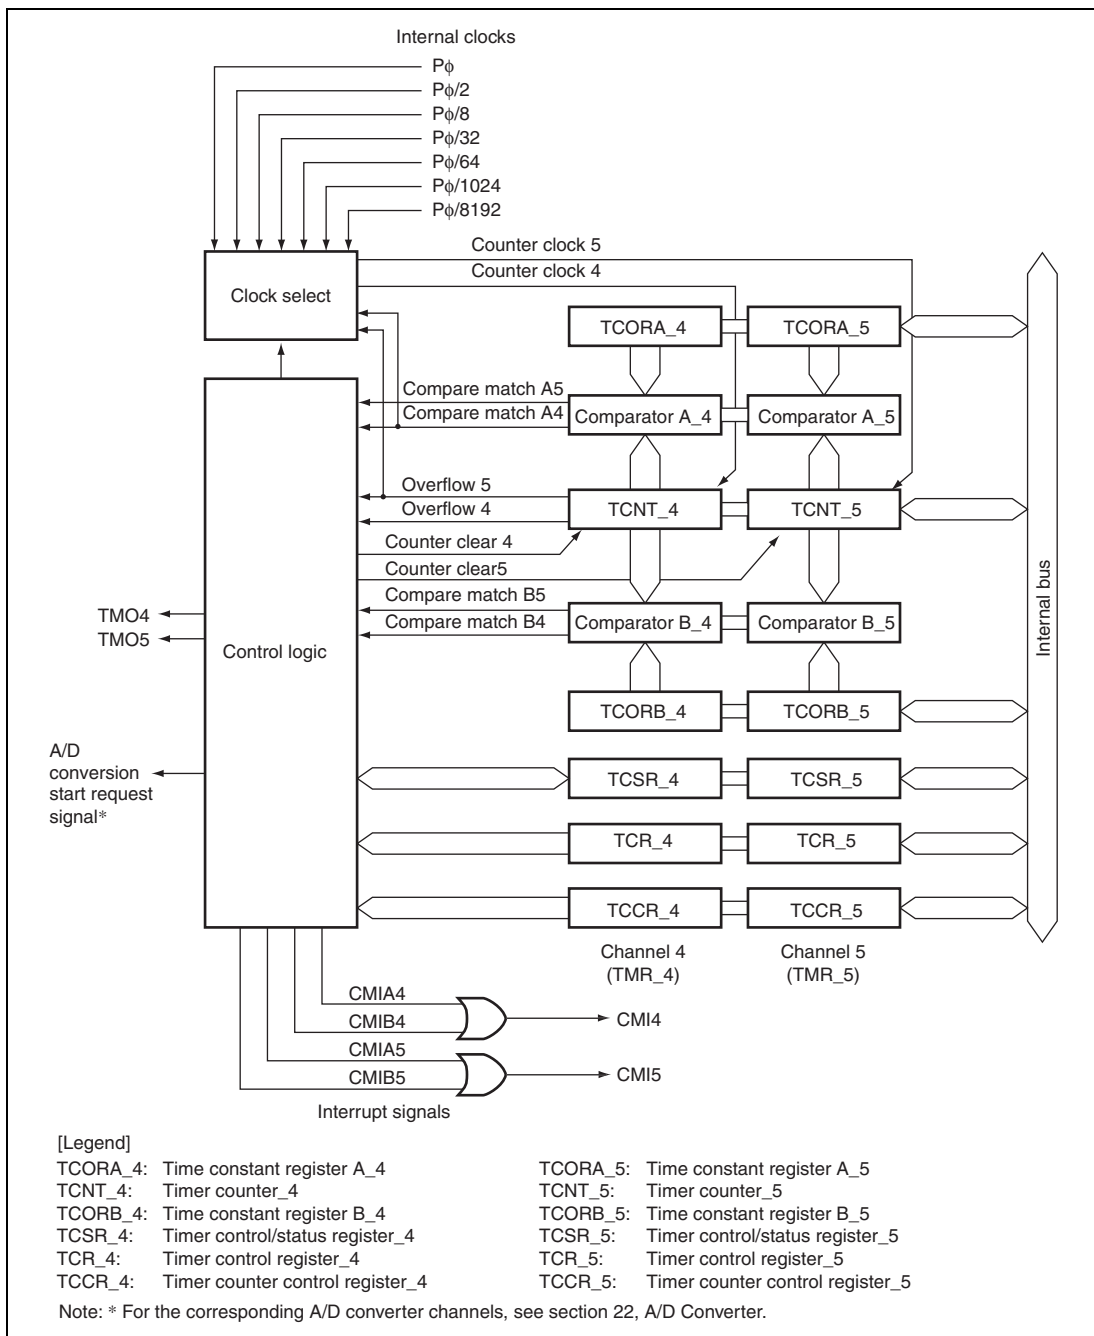 Internal clocks
Pϕ
Pϕ/2
Pϕ/8
Pϕ/32
Pϕ/64
Pϕ/1024
Pϕ/8192
Counter clock 5
Counter clock 4
Clock select
TCORA_4
TCORA_5
Compare match A5
Compare match A4
Comparator A_4
Comparator A_5
Overflow 5
Overflow 4
TCNT_4
TCNT_5
Counter clear 4
Counter clear5
Compare match B5
Compare match B4
Comparator B_4
Comparator B_5
TMO4
TMO5
Control logic
Internal bus
TCORB_4
TCORB_5
A/D
conversion
start request
signal*
TCSR_4
TCSR_5
TCR_4
TCR_5
TCCR_4
TCCR_5
Channel 4
(TMR_4)
Channel 5
(TMR_5)
CMIA4
CMIB4
CMI4
CMIA5
CMIB5
CMI5
Interrupt signals
[Legend]
TCORA_4: Time constant register A_4
TCNT_4: Timer counter_4
TCORB_4: Time constant register B_4
TCSR_4: Timer control/status register_4
TCR_4: Timer control register_4
TCCR_4: Timer counter control register_4
TCORA_5: Time constant register A_5
TCNT_5: Timer counter_5
TCORB_5: Time constant register B_5
TCSR_5: Timer control/status register_5
TCR_5: Timer control register_5
TCCR_5: Timer counter control register_5
Note: * For the corresponding A/D converter channels, see section 22, A/D Converter.